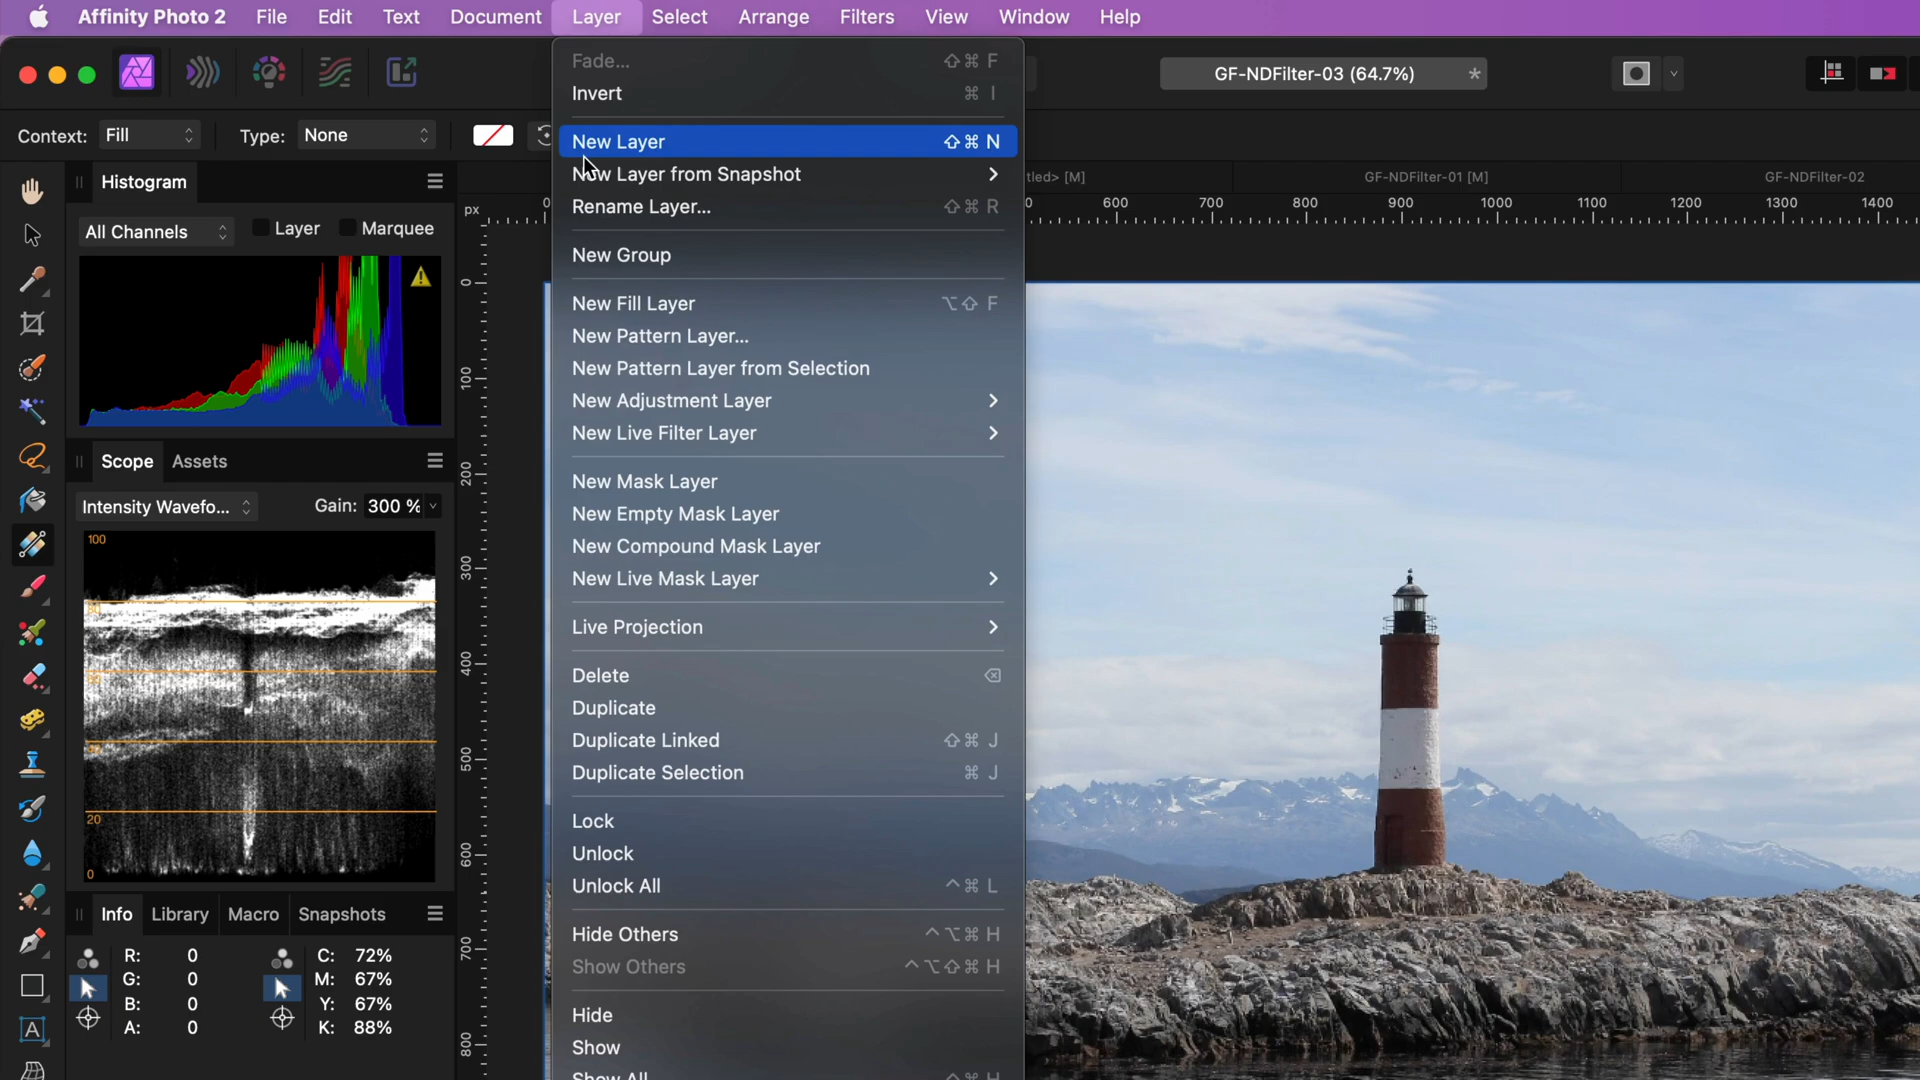 Affinity Photo 2 File Edit Text Document Layer Select Arrange Filters View Window Help
GF-NDFilter-03 (64.7%) *
Context: Fill Type: None
Fade... ⇧⌘ F
Invert ⌘ I
New Layer ⇧⌘ N
New Layer from Snapshot
Rename Layer... ⇧⌘ R
New Group
New Fill Layer ⌥⇧ F
New Pattern Layer...
New Pattern Layer from Selection
New Adjustment Layer
New Live Filter Layer
New Mask Layer
New Empty Mask Layer
New Compound Mask Layer
New Live Mask Layer
Live Projection
Delete
Duplicate
Duplicate Linked ⇧⌘ J
Duplicate Selection ⌘ J
Lock
Unlock
Unlock All ^⌘ L
Hide Others ^⌥⌘ H
Show Others ^⌥⇧⌘ H
Hide
Show
Show All ^⌘ H
Histogram
All Channels Layer Marquee
Scope Assets
Intensity Wavefo... Gain: 300 %
100
20
0
Info Library Macro Snapshots
R: 0 C: 72%
G: 0 M: 67%
B: 0 Y: 67%
A: 0 K: 88%
tled> [M] GF-NDFilter-01 [M] GF-NDFilter-02
px 0 600 700 800 900 1000 1100 1200 1300 1400
0
100
200
300
400
500
600
700
800